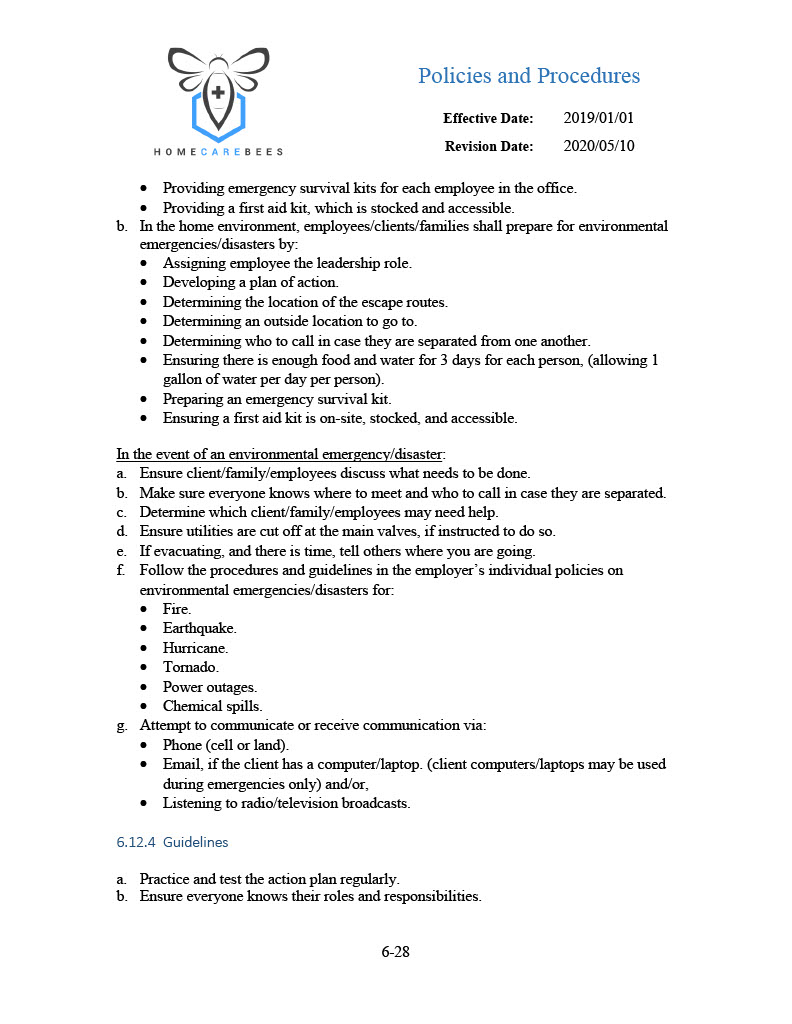 Policies and Procedures
Effective Date: 2019/01/01
Revision Date: 2020/05/10
HOMECAREBEES
• Providing emergency survival kits for each employee in the office.
• Providing a first aid kit, which is stocked and accessible.
b. In the home environment, employees/clients/families shall prepare for environmental
emergencies/disasters by:
• Assigning employee the leadership role.
• Developing a plan of action.
• Determining the location of the escape routes.
• Determining an outside location to go to.
• Determining who to call in case they are separated from one another.
• Ensuring there is enough food and water for 3 days for each person, (allowing 1
gallon of water per day per person).
• Preparing an emergency survival kit.
• Ensuring a first aid kit is on-site, stocked, and accessible.
In the event of an environmental emergency/disaster:
a. Ensure client/family/employees discuss what needs to be done.
b. Make sure everyone knows where to meet and who to call in case they are separated.
c. Determine which client/family/employees may need help.
d. Ensure utilities are cut off at the main valves, if instructed to do so.
e. If evacuating, and there is time, tell others where you are going.
f. Follow the procedures and guidelines in the employer’s individual policies on
environmental emergencies/disasters for:
• Fire.
• Earthquake.
• Hurricane.
• Tornado.
• Power outages.
• Chemical spills.
g. Attempt to communicate or receive communication via:
• Phone (cell or land).
• Email, if the client has a computer/laptop. (client computers/laptops may be used
during emergencies only) and/or,
• Listening to radio/television broadcasts.
6.12.4 Guidelines
a. Practice and test the action plan regularly.
b. Ensure everyone knows their roles and responsibilities.
6-28